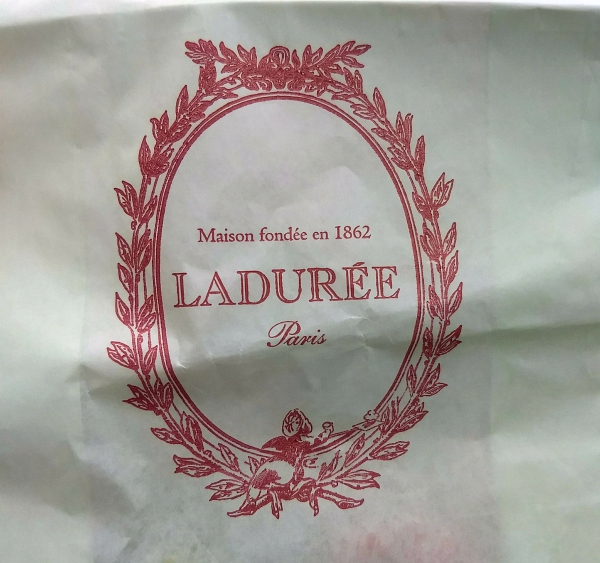 Maison fondée en 1862
LADURÉE
Paris